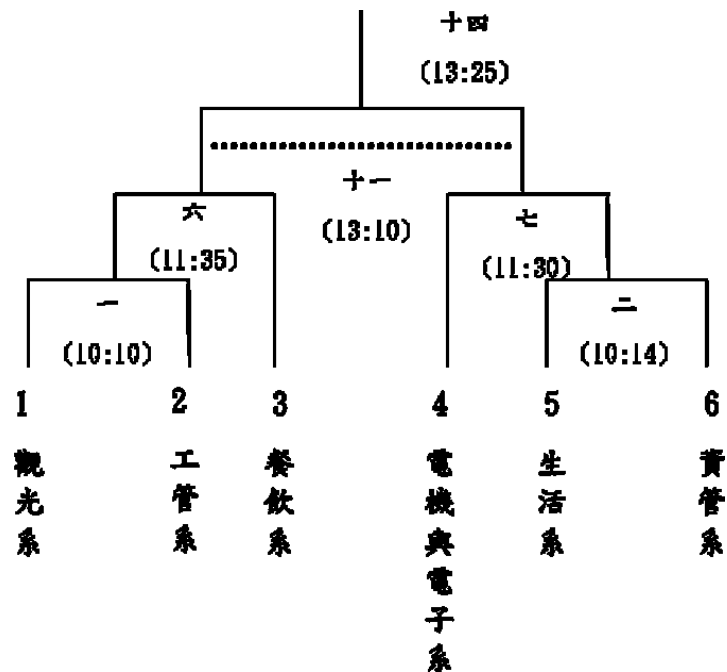 十四
(13:25)
十一
(13:10)
六
(11:35)
七
(11:30)
一
(10:10)
二
(10:14)
1
2
3
4
5
6
觀光系
工管系
餐飲系
電機與電子系
生活系
資管系